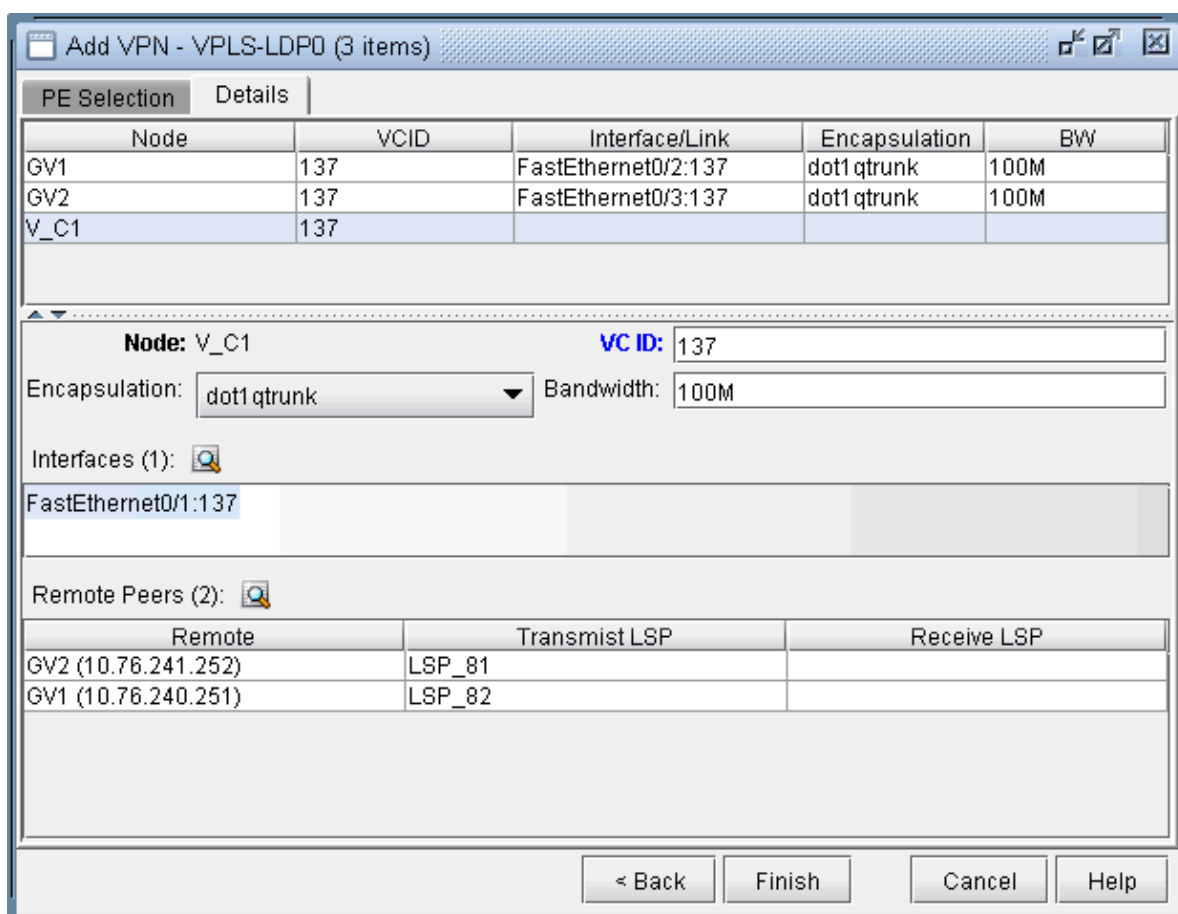 Add VPN - VPLS-LDP0 (3 items)
PE Selection Details
Node VCID Interface/Link Encapsulation BW
GV1 137 FastEthernet0/2:137 dot1qtrunk 100M
GV2 137 FastEthernet0/3:137 dot1qtrunk 100M
V_C1 137
Node: V_C1 VC ID: 137
Encapsulation: dot1qtrunk Bandwidth: 100M
Interfaces (1):
FastEthernet0/1:137
Remote Peers (2):
Remote Transmist LSP Receive LSP
GV2 (10.76.241.252) LSP_81
GV1 (10.76.240.251) LSP_82
< Back Finish Cancel Help